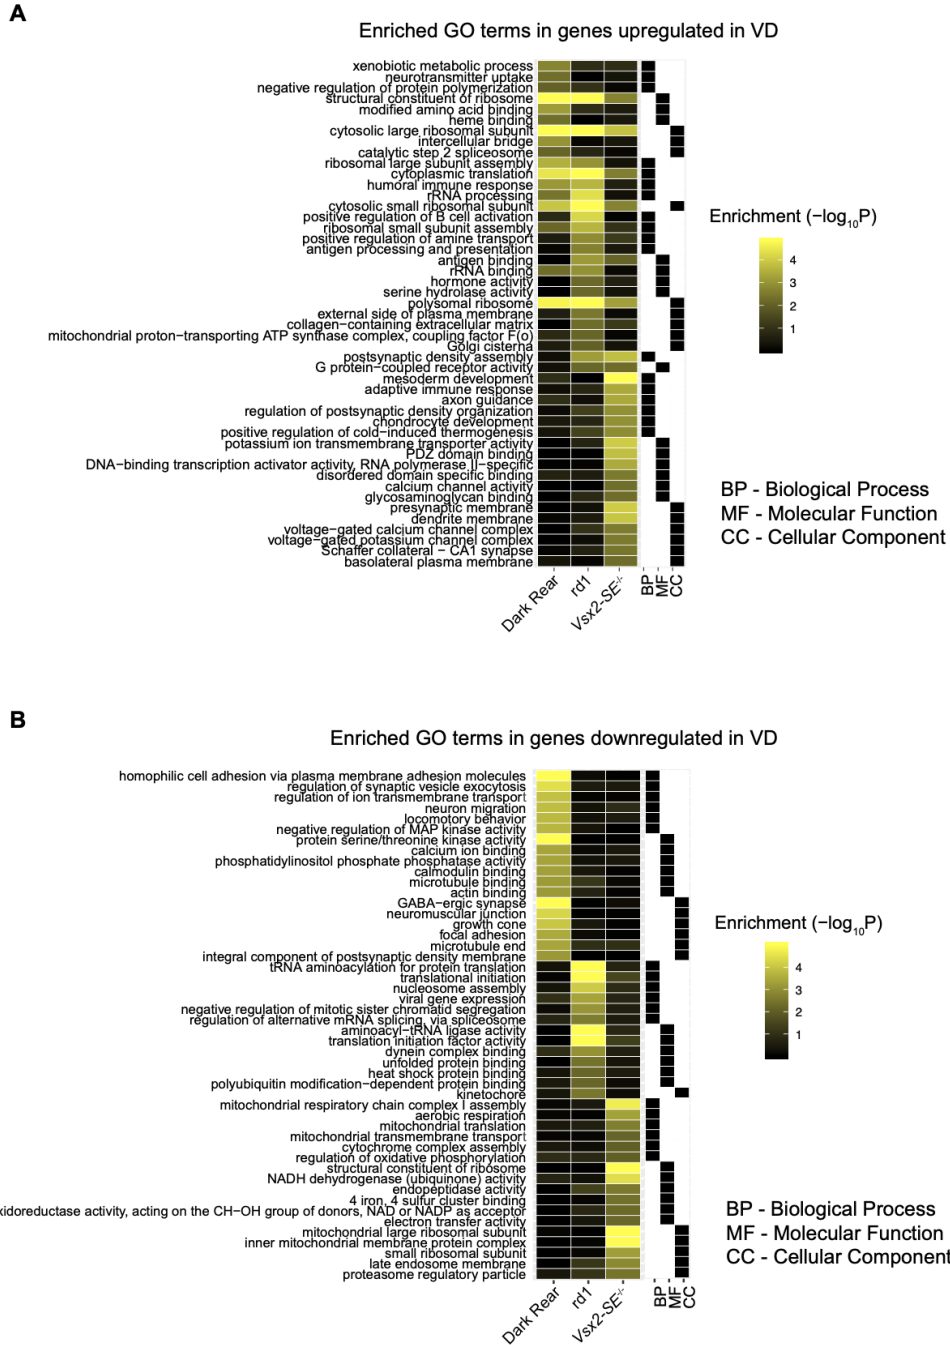 A
Enriched GO terms in genes upregulated in VD
xenobiotic metabolic process
neurotransmitter uptake
negative regulation of protein polymerization
structural constituent of ribosome
modified amino acid binding
heme binding
cytosolic large ribosomal subunit
intercellular bridge
catalytic step 2 spliceosome
ribosomal large subunit assembly
cytoplasmic translation
humoral immune response
rRNA processing
cytosolic small ribosomal subunit
positive regulation of B cell activation
ribosomal small subunit assembly
positive regulation of amine transport
antigen processing and presentation
antigen binding
rRNA binding
hormone activity
serine hydrolase activity
polysomal ribosome
external side of plasma membrane
collagen−containing extracellular matrix
mitochondrial proton−transporting ATP synthase complex, coupling factor F(o)
Golgi cisterna
postsynaptic density assembly
G protein−coupled receptor activity
mesoderm development
adaptive immune response
axon guidance
regulation of postsynaptic density organization
chondrocyte development
positive regulation of cold−induced thermogenesis
potassium ion transmembrane transporter activity
PDZ domain binding
DNA−binding transcription activator activity, RNA polymerase II−specific
disordered domain specific binding
calcium channel activity
glycosaminoglycan binding
presynaptic membrane
dendrite membrane
voltage−gated calcium channel complex
voltage−gated potassium channel complex
Schaffer collateral − CA1 synapse
basolateral plasma membrane
Dark Rear
rd1
Vsx2-SE-/-
BP
MF
CC
Enrichment (−log10P)
4
3
2
1
BP - Biological Process
MF - Molecular Function
CC - Cellular Component
B
Enriched GO terms in genes downregulated in VD
homophilic cell adhesion via plasma membrane adhesion molecules
regulation of synaptic vesicle exocytosis
regulation of ion transmembrane transport
neuron migration
locomotory behavior
negative regulation of MAP kinase activity
protein serine/threonine kinase activity
calcium ion binding
phosphatidylinositol phosphate phosphatase activity
calmodulin binding
microtubule binding
actin binding
GABA−ergic synapse
neuromuscular junction
growth cone
focal adhesion
microtubule end
integral component of postsynaptic density membrane
tRNA aminoacylation for protein translation
translational initiation
nucleosome assembly
viral gene expression
negative regulation of mitotic sister chromatid segregation
regulation of alternative mRNA splicing, via spliceosome
aminoacyl−tRNA ligase activity
translation initiation factor activity
dynein complex binding
unfolded protein binding
heat shock protein binding
polyubiquitin modification−dependent protein binding
kinetochore
mitochondrial respiratory chain complex I assembly
aerobic respiration
mitochondrial translation
mitochondrial transmembrane transport
cytochrome complex assembly
regulation of oxidative phosphorylation
structural constituent of ribosome
NADH dehydrogenase (ubiquinone) activity
endopeptidase activity
4 iron, 4 sulfur cluster binding
xidoreductase activity, acting on the CH−OH group of donors, NAD or NADP as acceptor
electron transfer activity
mitochondrial large ribosomal subunit
inner mitochondrial membrane protein complex
small ribosomal subunit
late endosome membrane
proteasome regulatory particle
Dark Rear
rd1
Vsx2-SE-/-
BP
MF
CC
Enrichment (−log10P)
4
3
2
1
BP - Biological Process
MF - Molecular Function
CC - Cellular Component